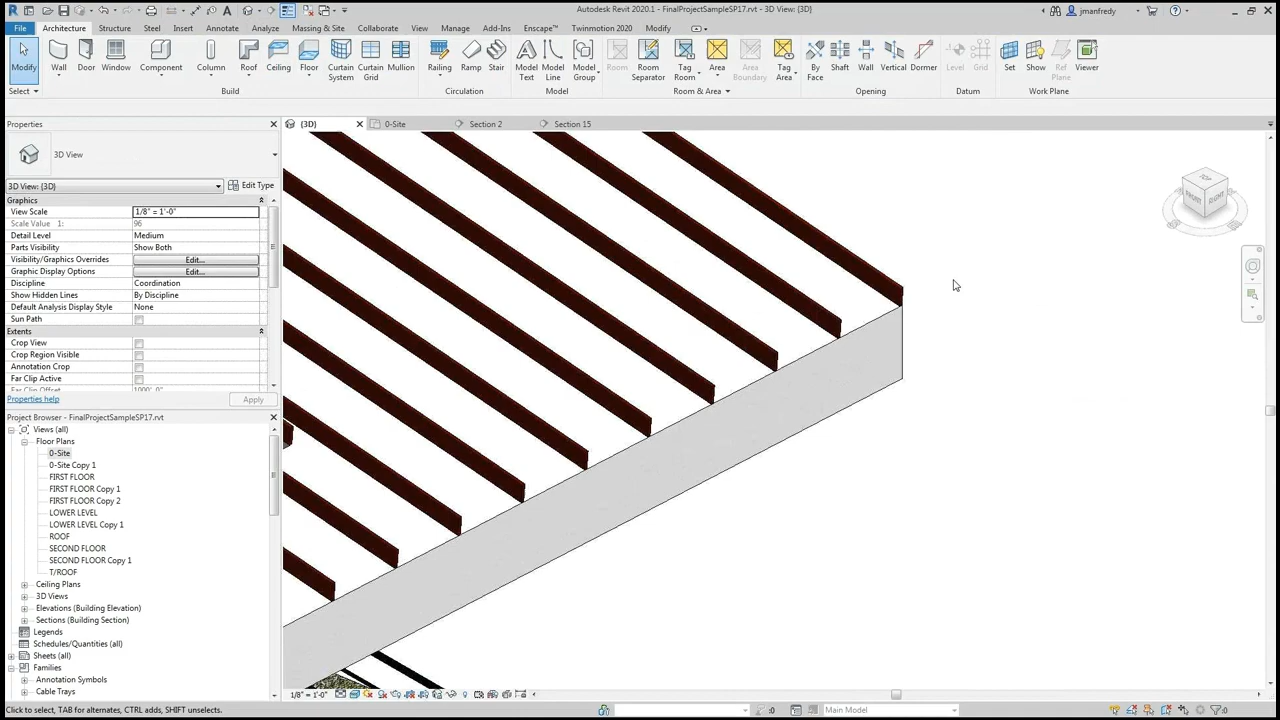 Autodesk Revit 2020.1 - FinalProjectSampleSP17.rvt - 3D View: {3D}
jmanfredy
File Architecture Structure Steel Insert Annotate Analyze Massing & Site Collaborate View Manage Add-Ins Enscape™ Twinmotion 2020 Modify
Modify Wall Door Window Component Column Roof Ceiling Floor Curtain System Curtain Grid Mullion Railing Ramp Stair Model Text Model Line Model Group Room Room Separator Tag Room Area Area Boundary Tag Area By Face Shaft Wall Vertical Dormer Level Grid Set Show Ref Plane Viewer
Select Build Circulation Model Room & Area Opening Datum Work Plane
Properties
{3D} 0-Site Section 2 Section 15
3D View
3D View: {3D} Edit Type
Graphics
View Scale 1/8" = 1'-0"
Scale Value 1: 96
Detail Level Medium
Parts Visibility Show Both
Visibility/Graphics Overrides Edit...
Graphic Display Options Edit...
Discipline Coordination
Show Hidden Lines By Discipline
Default Analysis Display Style None
Sun Path
Extents
Crop View
Crop Region Visible
Annotation Crop
Far Clip Active
Far Clip Offset 1000' 0"
Properties help Apply
Project Browser - FinalProjectSampleSP17.rvt
Views (all)
Floor Plans
0-Site
0-Site Copy 1
FIRST FLOOR
FIRST FLOOR Copy 1
FIRST FLOOR Copy 2
LOWER LEVEL
LOWER LEVEL Copy 1
ROOF
SECOND FLOOR
SECOND FLOOR Copy 1
T/ROOF
Ceiling Plans
3D Views
Elevations (Building Elevation)
Sections (Building Section)
Legends
Schedules/Quantities (all)
Sheets (all)
Families
Annotation Symbols
Cable Trays
TOP
FRONT
1/8" = 1'-0"
Click to select, TAB for alternates, CTRL adds, SHIFT unselects.
:0 Main Model :0